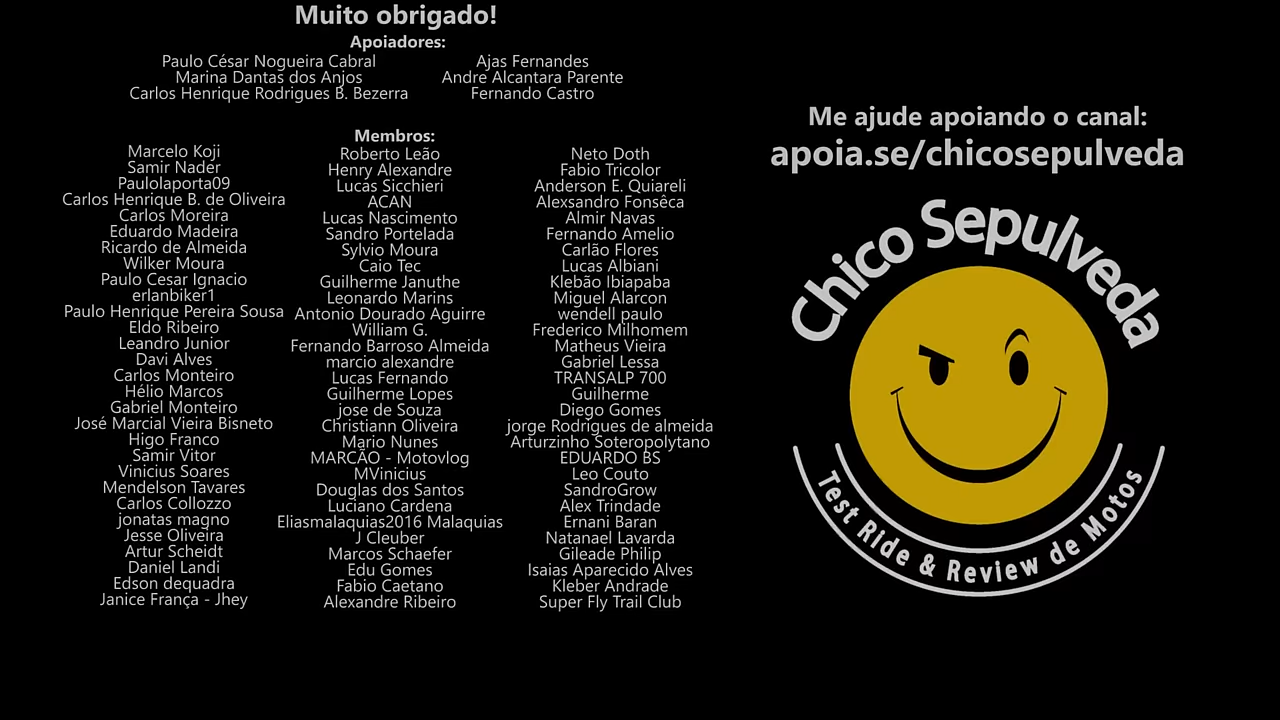 Muito obrigado!
Apoiadores:
Paulo César Nogueira Cabral
Marina Dantas dos Anjos
Carlos Henrique Rodrigues B. Bezerra
Ajas Fernandes
Andre Alcantara Parente
Fernando Castro
Membros:
Marcelo Koji
Samir Nader
Paulolaporta09
Carlos Henrique B. de Oliveira
Carlos Moreira
Eduardo Madeira
Ricardo de Almeida
Wilker Moura
Paulo Cesar Ignacio
erlanbiker1
Paulo Henrique Pereira Sousa
Eldo Ribeiro
Leandro Junior
Davi Alves
Carlos Monteiro
Hélio Marcos
Gabriel Monteiro
José Marcial Vieira Bisneto
Higo Franco
Samir Vitor
Vinicius Soares
Mendelson Tavares
Carlos Collozzo
jonatas magno
Jesse Oliveira
Artur Scheidt
Daniel Landi
Edson dequadra
Janice França - Jhey
Roberto Leão
Henry Alexandre
Lucas Sicchieri
ACAN
Lucas Nascimento
Sandro Portelada
Sylvio Moura
Caio Tec
Guilherme Januthe
Leonardo Marins
Antonio Dourado Aguirre
William G.
Fernando Barroso Almeida
marcio alexandre
Lucas Fernando
Guilherme Lopes
jose de Souza
Christiann Oliveira
Mario Nunes
MARCÃO - Motovlog
MVinicius
Douglas dos Santos
Luciano Cardena
Eliasmalaquias2016 Malaquias
J Cleuber
Marcos Schaefer
Edu Gomes
Fabio Caetano
Alexandre Ribeiro
Neto Doth
Fabio Tricolor
Anderson E. Quiareli
Alexsandro Fonsêca
Almir Navas
Fernando Amelio
Carlão Flores
Lucas Albiani
Klebão Ibiapaba
Miguel Alarcon
wendell paulo
Frederico Milhomem
Matheus Vieira
Gabriel Lessa
TRANSALP 700
Guilherme
Diego Gomes
jorge Rodrigues de almeida
Arturzinho Soteropolytano
EDUARDO BS
Leo Couto
SandroGrow
Alex Trindade
Ernani Baran
Natanael Lavarda
Gileade Philip
Isaias Aparecido Alves
Kleber Andrade
Super Fly Trail Club
Me ajude apoiando o canal:
apoia.se/chicosepulveda
Chico Sepulveda
Test Ride & Review de Motos